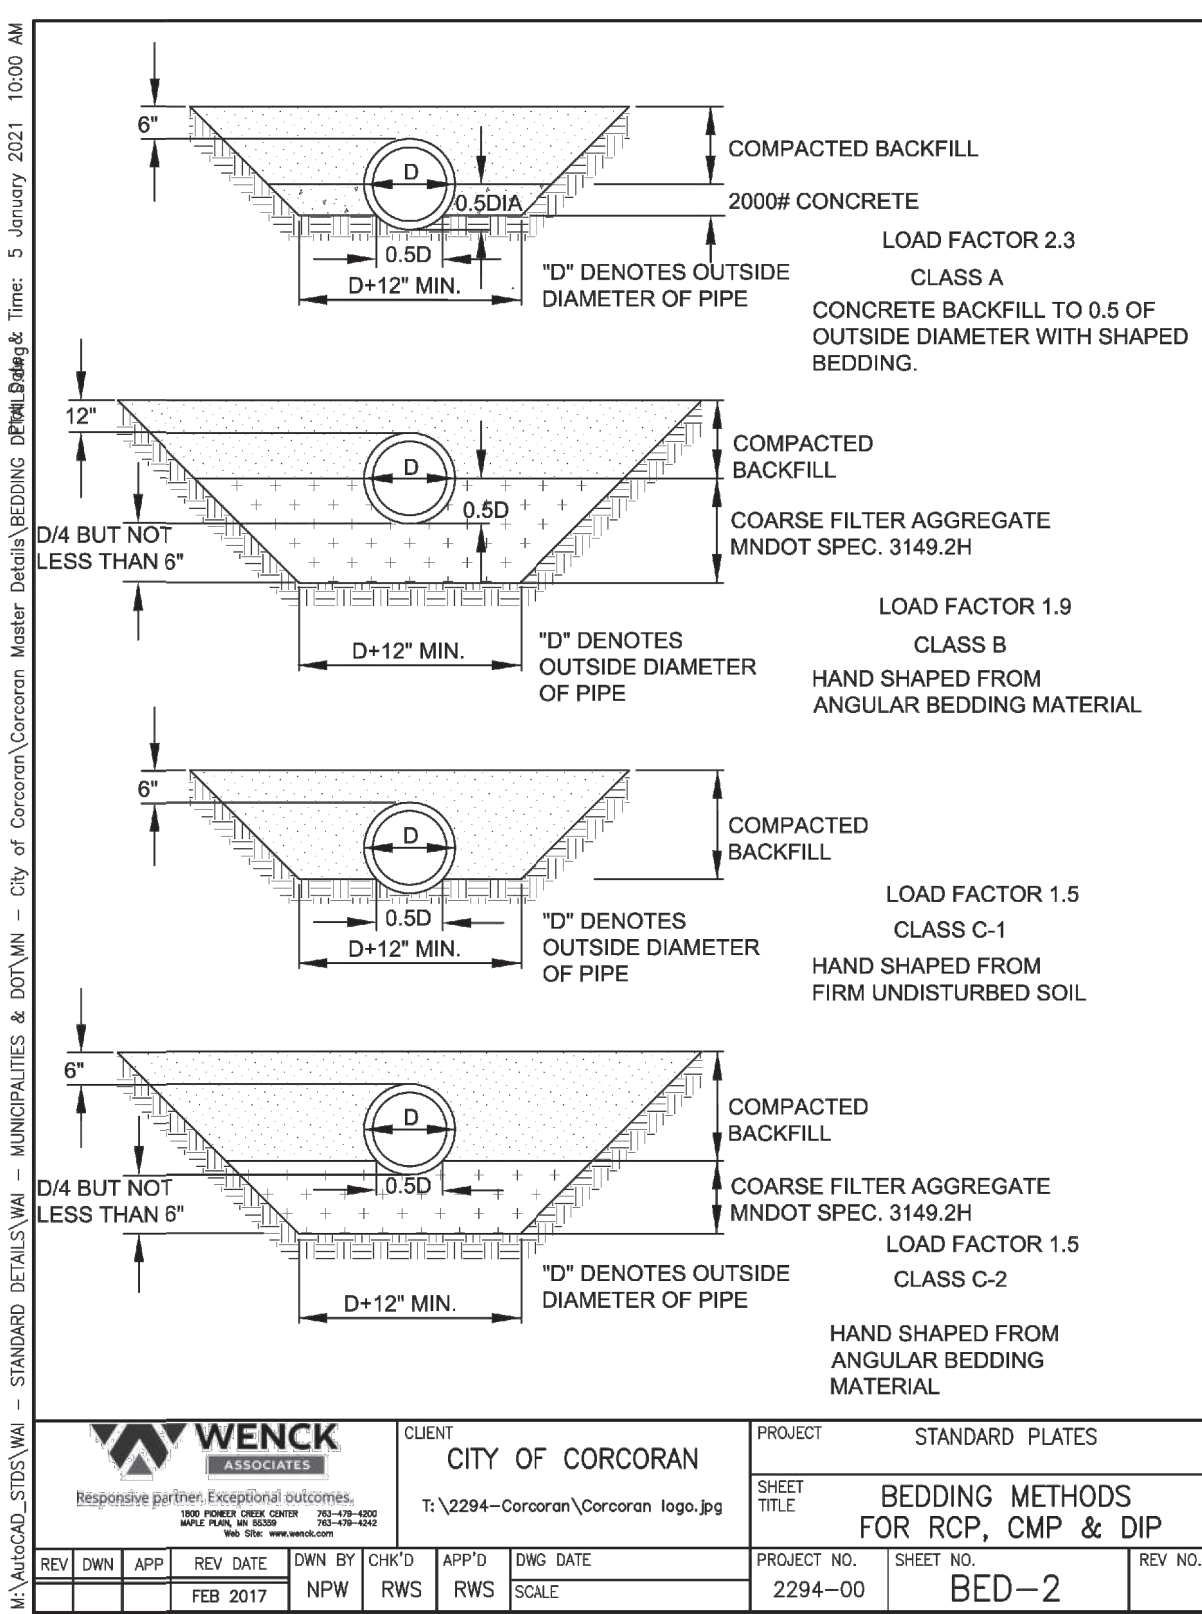 6"
COMPACTED BACKFILL
D
0.5DIA
2000# CONCRETE
LOAD FACTOR 2.3
0.5D
D+12" MIN.
"D" DENOTES OUTSIDE
DIAMETER OF PIPE
CLASS A
CONCRETE BACKFILL TO 0.5 OF
OUTSIDE DIAMETER WITH SHAPED
BEDDING.
12"
COMPACTED
BACKFILL
D
0.5D
D/4 BUT NOT
LESS THAN 6"
COARSE FILTER AGGREGATE
MNDOT SPEC. 3149.2H
LOAD FACTOR 1.9
D+12" MIN.
"D" DENOTES
OUTSIDE DIAMETER
OF PIPE
CLASS B
HAND SHAPED FROM
ANGULAR BEDDING MATERIAL
6"
D
COMPACTED
BACKFILL
LOAD FACTOR 1.5
0.5D
D+12" MIN.
"D" DENOTES
OUTSIDE DIAMETER
OF PIPE
CLASS C-1
HAND SHAPED FROM
FIRM UNDISTURBED SOIL
6"
D
COMPACTED
BACKFILL
D/4 BUT NOT
LESS THAN 6"
0.5D
COARSE FILTER AGGREGATE
MNDOT SPEC. 3149.2H
LOAD FACTOR 1.5
D+12" MIN.
"D" DENOTES OUTSIDE
DIAMETER OF PIPE
CLASS C-2
HAND SHAPED FROM
ANGULAR BEDDING
MATERIAL
M:\AutoCAD_STDS\WAI - STANDARD DETAILS\WAI - MUNICIPALITIES & DOT\MN - City of Corcoran\Corcoran Master Details\BEDDING & Time: 5 January 2021 10:00 AM
WENCK
ASSOCIATES
Responsive partner. Exceptional outcomes.
1800 PIONEER CREEK CENTER 763-479-4200
MAPLE PLAIN, MN 55359 763-479-4242
Web Site: www.wenck.com
CLIENT
CITY OF CORCORAN
T:\2294-Corcoran\Corcoran logo.jpg
PROJECT STANDARD PLATES
SHEET
TITLE
BEDDING METHODS
FOR RCP, CMP & DIP
REV DWN APP REV DATE
FEB 2017
DWN BY CHK'D APP'D
NPW RWS RWS
DWG DATE
SCALE
PROJECT NO.
2294-00
SHEET NO.
BED-2
REV NO.